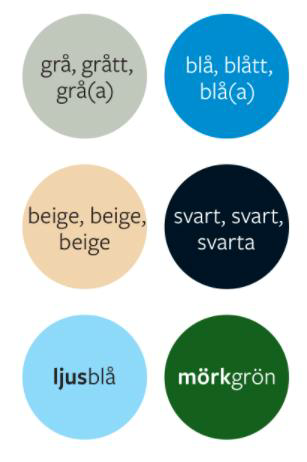 grå, grått,
grå(a)
blå, blått,
blå(a)
beige, beige,
beige
svart, svart,
svarta
ljusblå
mörkgrön